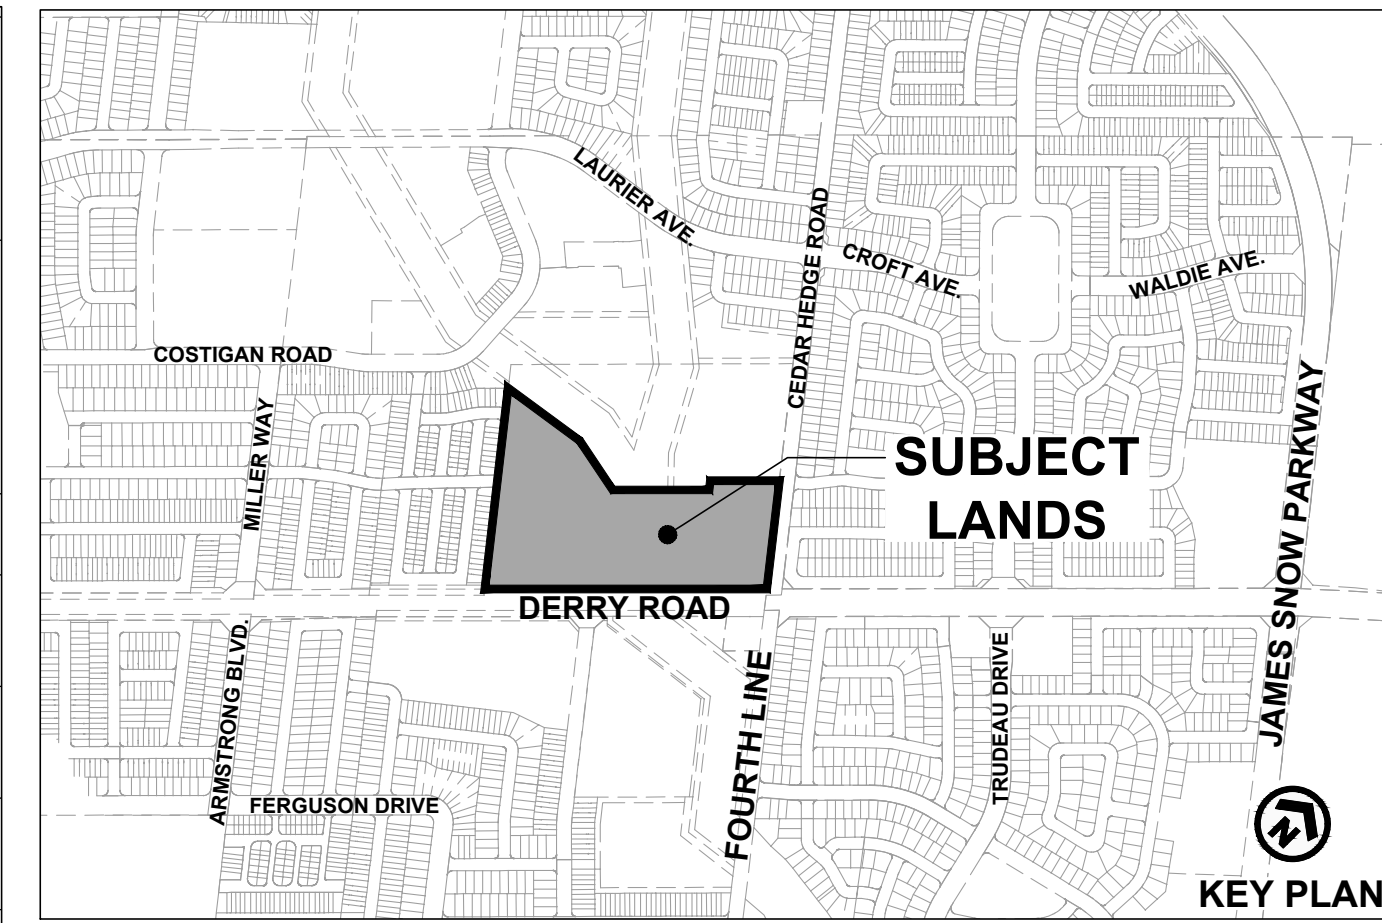 LAURIER AVE.
CEDAR HEDGE ROAD
CROFT AVE.
WALDIE AVE.
COSTIGAN ROAD
MILLER WAY
SUBJECT
LANDS
JAMES SNOW PARKWAY
DERRY ROAD
ARMSTRONG BLVD.
FOURTH LINE
TRUDEAU DRIVE
FERGUSON DRIVE
N
KEY PLAN